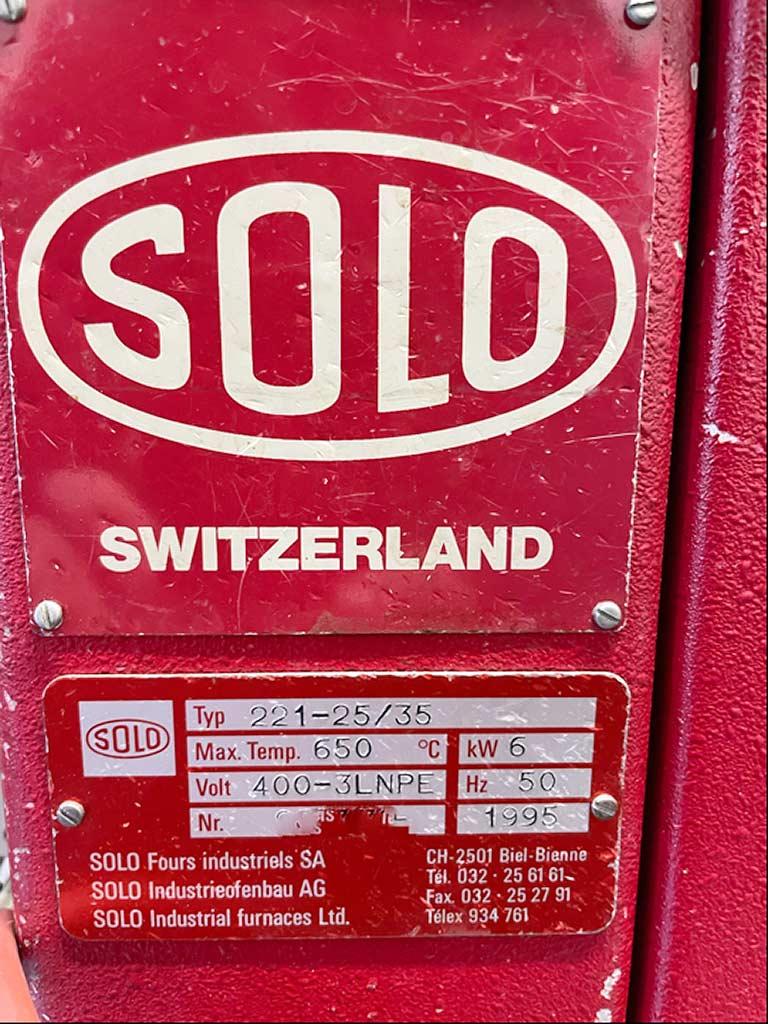 SOLO
SWITZERLAND
SOLO
Typ 221-25/35
Max. Temp. 650 °C kW 6
Volt 400-3LNPE Hz 50
Nr. 1995
SOLO Fours industriels SA
SOLO Industrieofenbau AG
SOLO Industrial furnaces Ltd.
CH-2501 Biel-Bienne
Tél. 032 · 25 61 61
Fax. 032 · 25 27 91
Télex 934 761